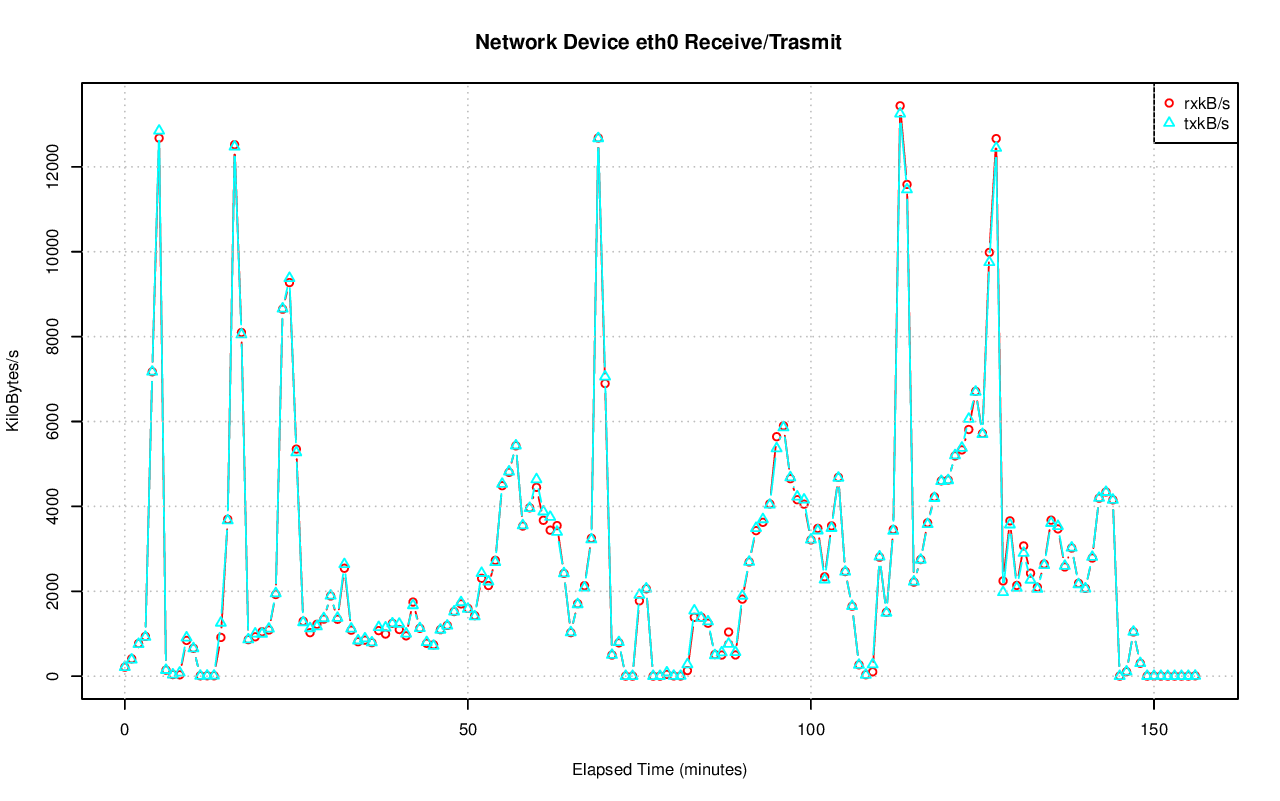 Network Device eth0 Receive/Trasmit
rxkB/s
txkB/s
KiloBytes/s
12000
10000
8000
6000
4000
2000
0
0 50 100 150
Elapsed Time (minutes)